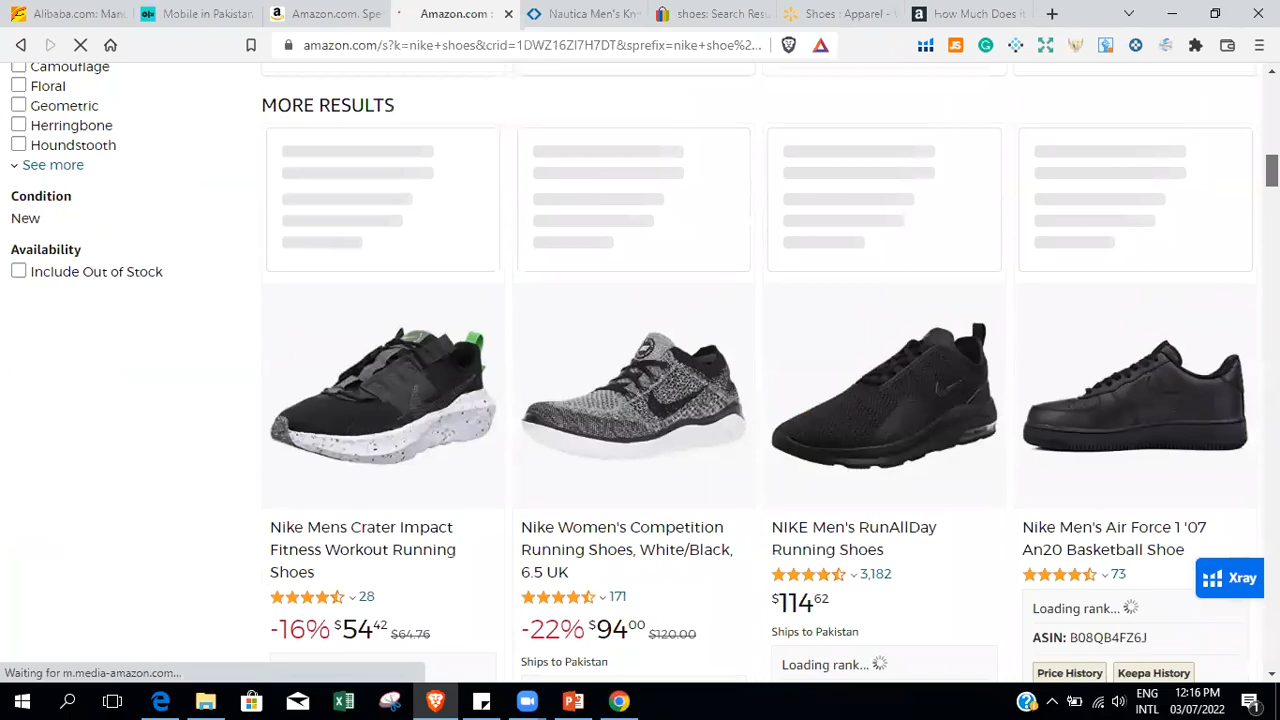 Alibaba.com: Manu
Mobile in Pakistan,
Amazon.com. Spe
Amazon.com :
Nautica Men's Kni
shoes: Search Resu
Shoes : Apparel - W
how Much Does it
amazon.com/s?k=nike+shoes&crid=1DWZ16ZI7H7DT&sprefix=nike+shoe%2...
Camouflage
Floral
Geometric
Herringbone
Houndstooth
See more
Condition
New
Availability
Include Out of Stock
MORE RESULTS
Nike Mens Crater Impact
Fitness Workout Running
Shoes
28
-16% $54 42 $64.76
Nike Women's Competition
Running Shoes, White/Black,
6.5 UK
171
-22% $94 00 $120.00
Ships to Pakistan
NIKE Men's RunAllDay
Running Shoes
3,182
$114 62
Ships to Pakistan
Loading rank...
Nike Men's Air Force 1 '07
An20 Basketball Shoe
73
Loading rank...
ASIN: B08QB4FZ6J
Price History
Keepa History
Xray
Waiting for m.media-amazon.com...
ENG
INTL
12:16 PM
03/07/2022